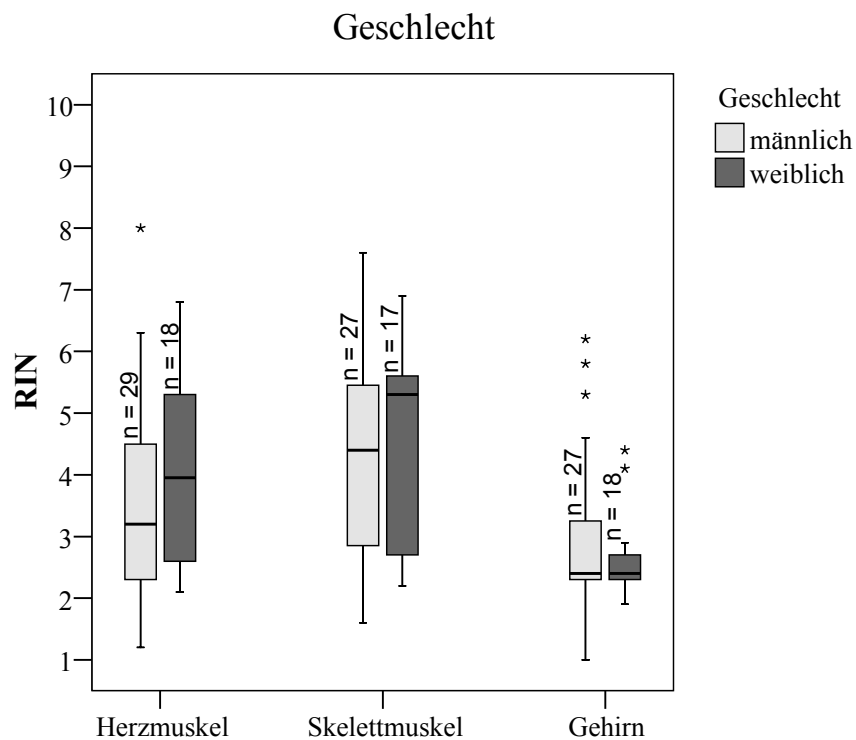 Geschlecht
Geschlecht
männlich
weiblich
RIN
10
9
8
7
6
5
4
3
2
1
n = 29
n = 18
n = 27
n = 17
n = 27
n = 18
Herzmuskel
Skelettmuskel
Gehirn